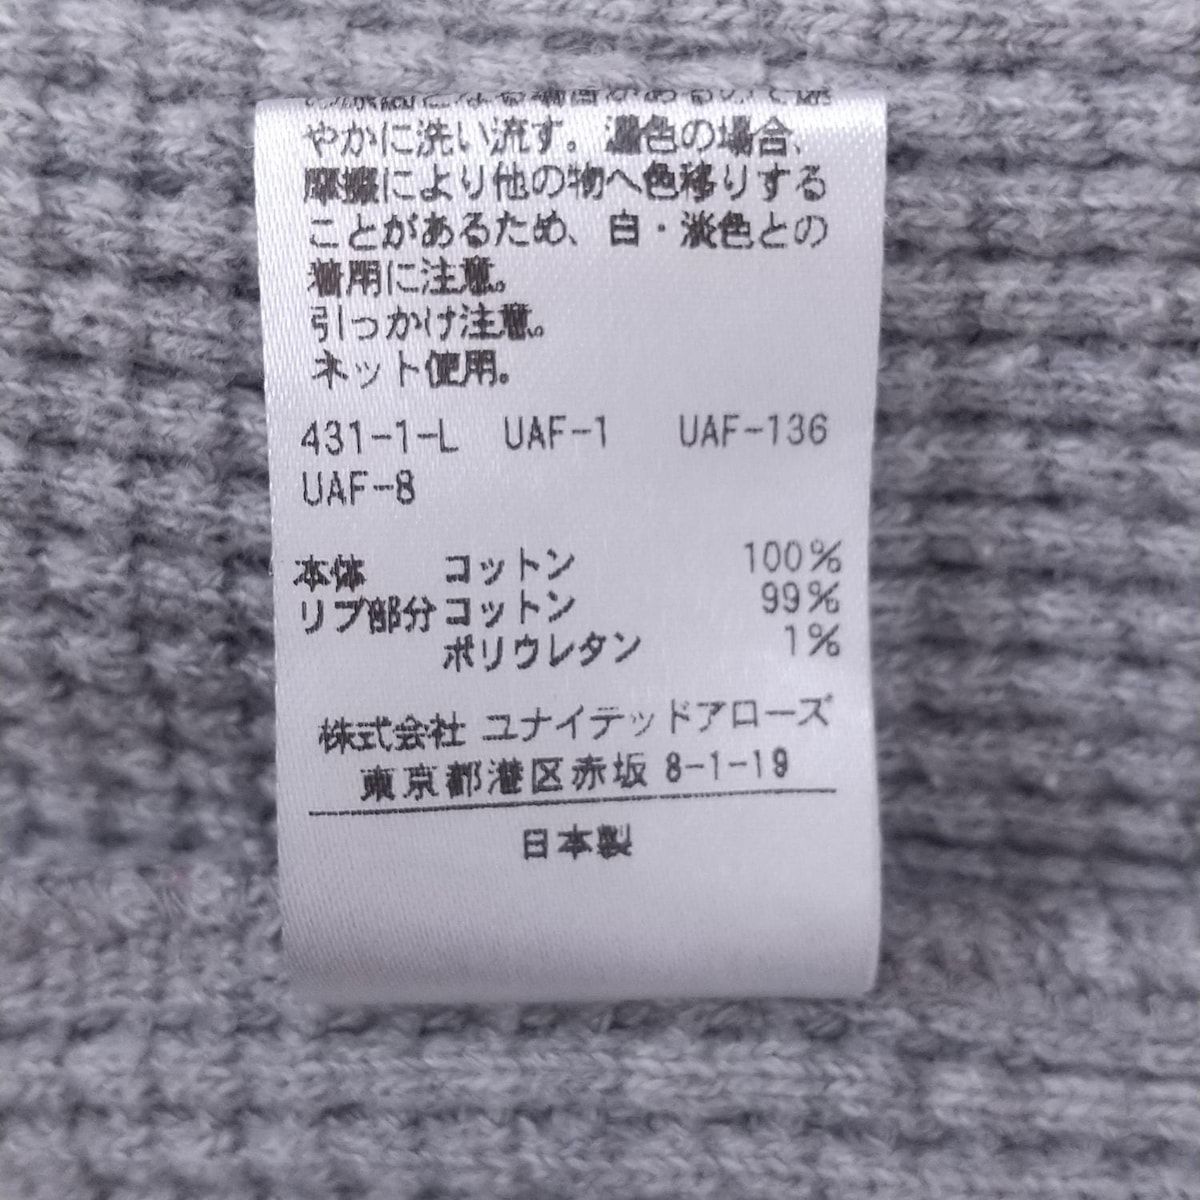 やかに洗い流す。濃色の場合、
摩擦により他の物へ色移りする
ことがあるため、白・淡色との
着用に注意。
引っかけ注意。
ネット使用。
431-1-L UAF-1 UAF-136
UAF-8
本体 コットン 100%
リブ部分 コットン 99%
ポリウレタン 1%
株式会社 ユナイテッドアローズ
東京都港区赤坂 8-1-19
日本製